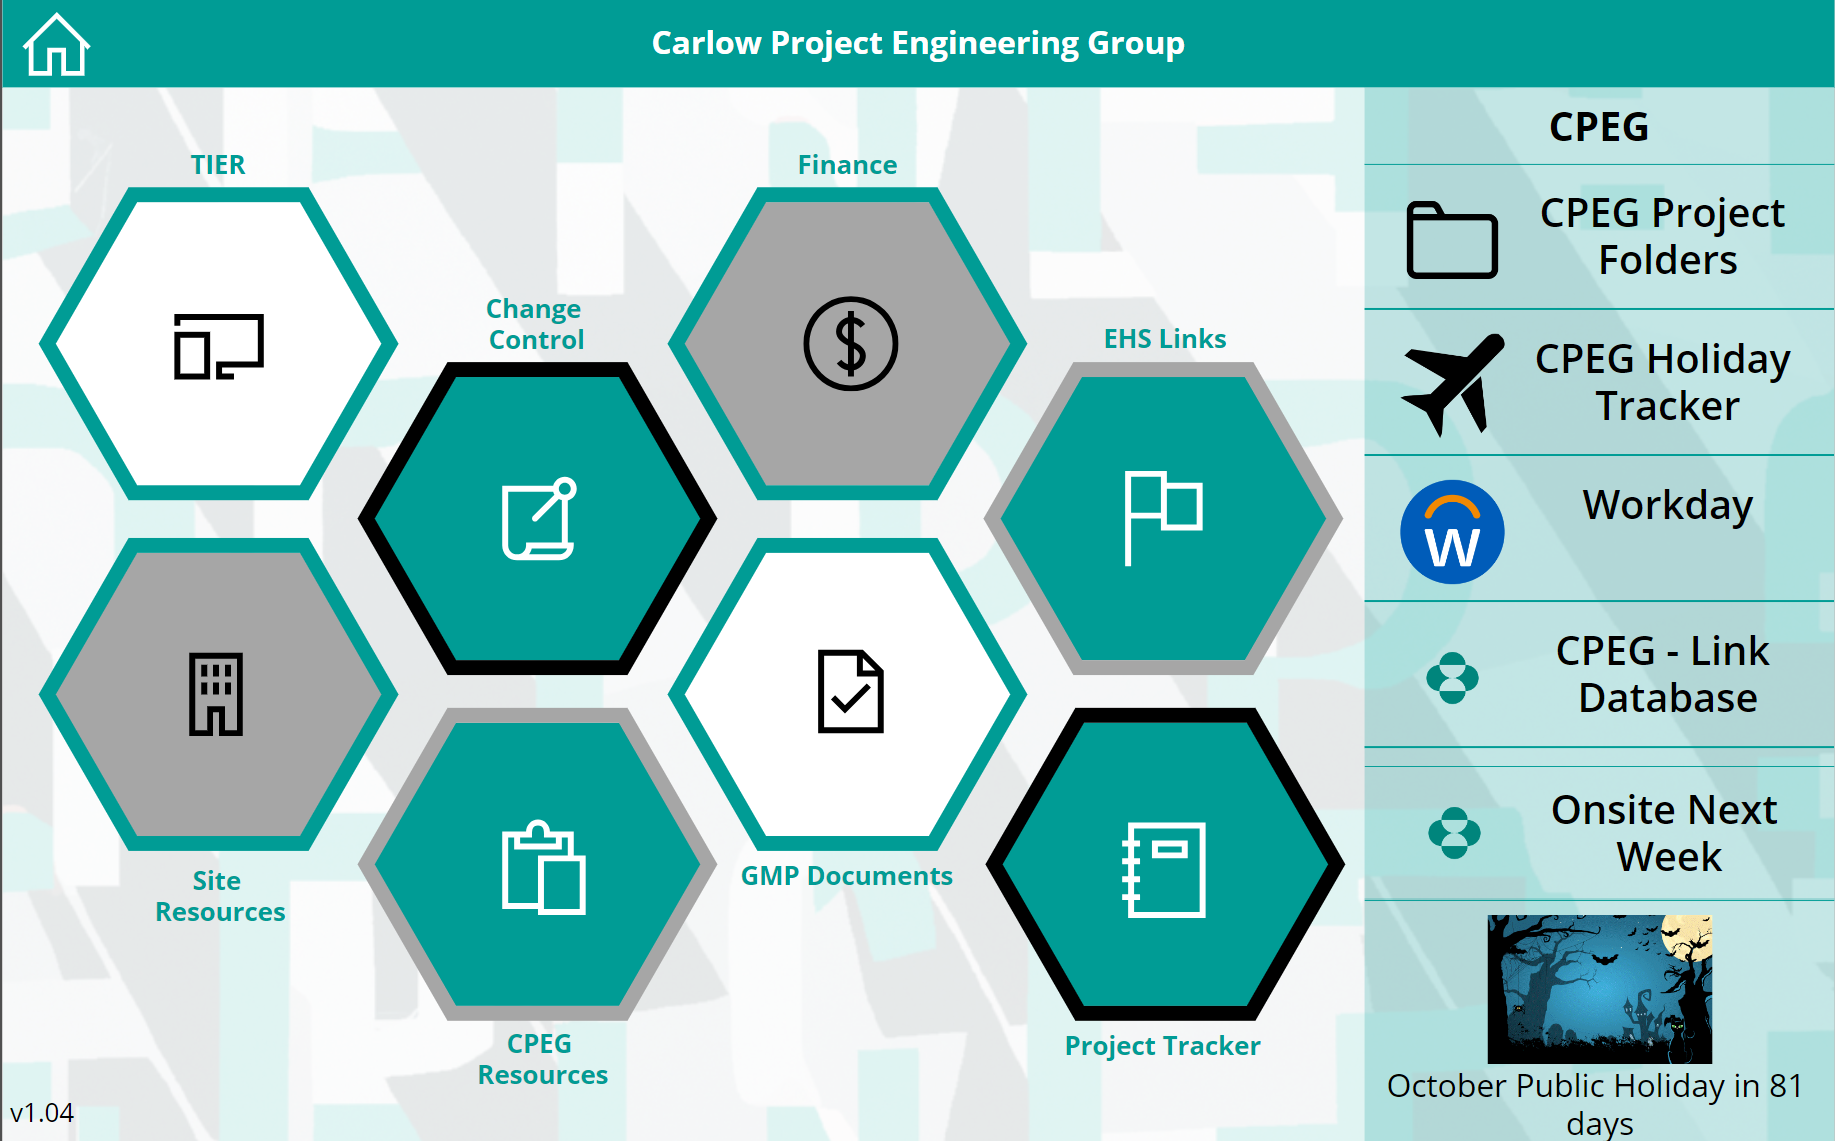 Carlow Project Engineering Group
TIER
Finance
Change
Control
EHS Links
Site
Resources
GMP Documents
CPEG
Resources
Project Tracker
v1.04
CPEG
CPEG Project
Folders
CPEG Holiday
Tracker
W
Workday
CPEG - Link
Database
Onsite Next
Week
October Public Holiday in 81
days